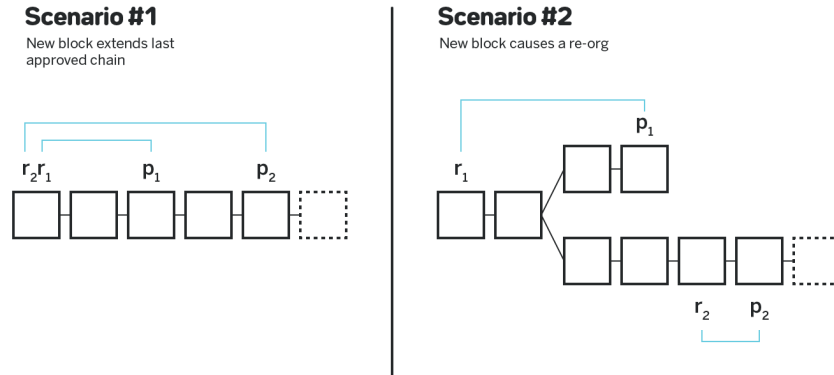 Scenario #1
New block extends last
approved chain
r₂r₁ p₁ p₂
Scenario #2
New block causes a re-org
p₁
r₁
r₂ p₂